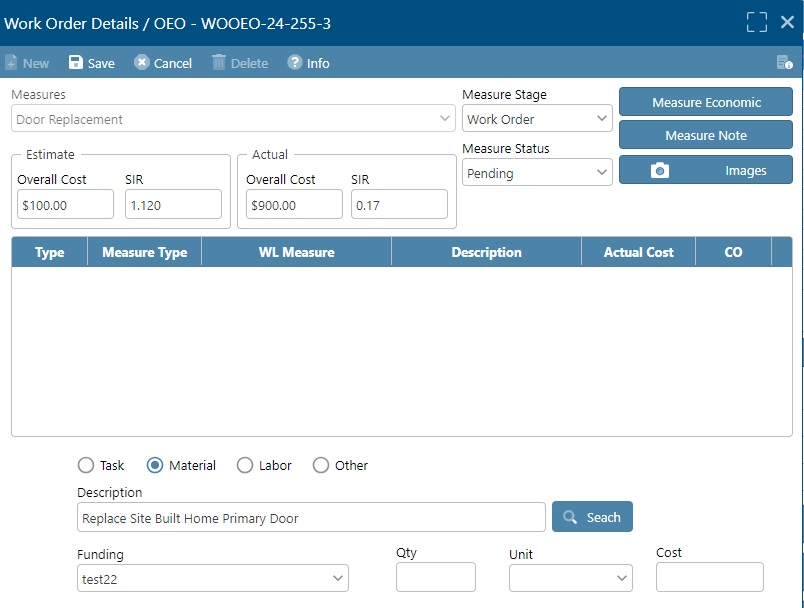 Work Order Details / OEO - WOOEO-24-255-3
New Save Cancel Delete Info
Measures
Door Replacement
Measure Stage
Work Order
Measure Economic
Measure Note
Measure Status
Pending
Images
Estimate
Overall Cost SIR
$100.00 1.120
Actual
Overall Cost SIR
$900.00 0.17
Type Measure Type WL Measure Description Actual Cost CO
Task Material Labor Other
Description
Replace Site Built Home Primary Door
Seach
Funding Qty Unit Cost
test22